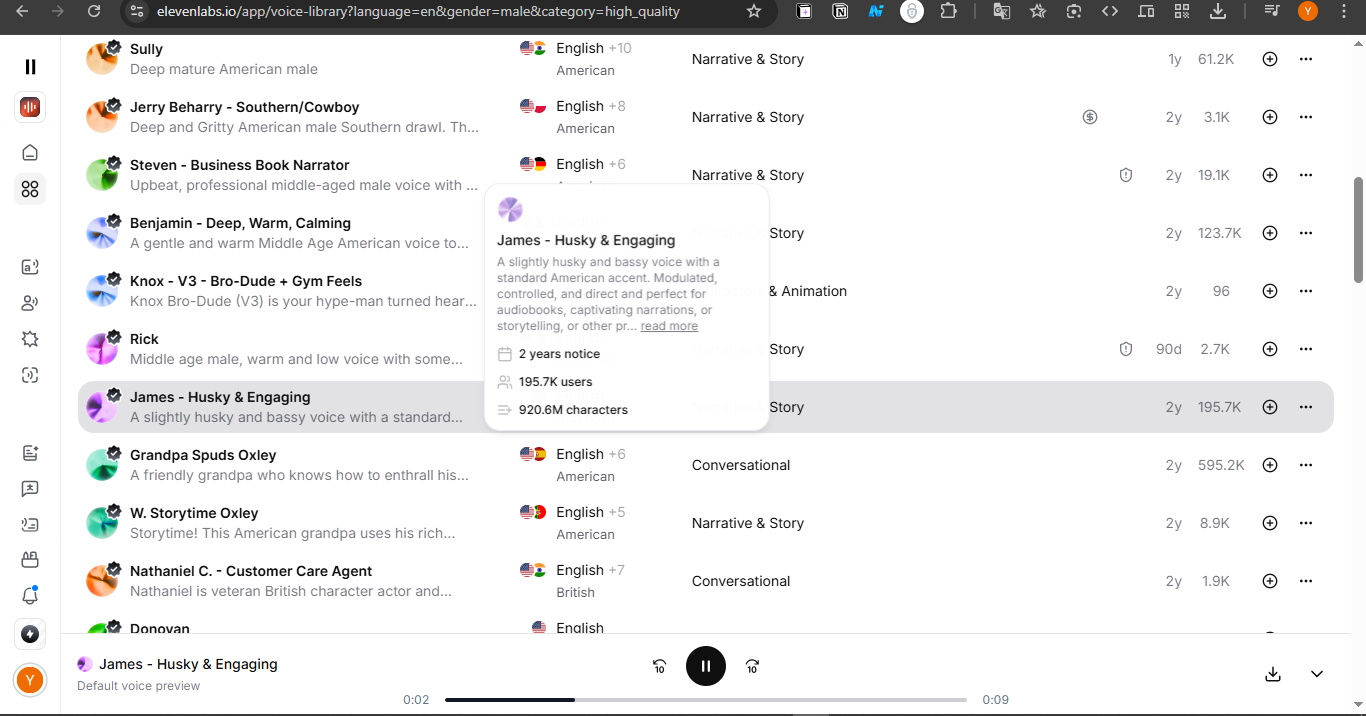 elevenlabs.io/app/voice-library?language=en&gender=male&category=high_quality
Y
Sully
Deep mature American male
English +10
American
Narrative & Story
1y 61.2K
Jerry Beharry - Southern/Cowboy
Deep and Gritty American male Southern drawl. Th...
English +8
American
Narrative & Story
2y 3.1K
Steven - Business Book Narrator
Upbeat, professional middle-aged male voice with ...
English +6
Narrative & Story
2y 19.1K
Benjamin - Deep, Warm, Calming
A gentle and warm Middle Age American voice to...
Story
2y 123.7K
Knox - V3 - Bro-Dude + Gym Feels
Knox Bro-Dude (V3) is your hype-man turned hear...
& Animation
2y 96
Rick
Middle age male, warm and low voice with some...
Story
90d 2.7K
James - Husky & Engaging
A slightly husky and bassy voice with a standard...
Story
2y 195.7K
James - Husky & Engaging
A slightly husky and bassy voice with a
standard American accent. Modulated,
controlled, and direct and perfect for
audiobooks, captivating narrations, or
storytelling, or other pr... read more
2 years notice
195.7K users
920.6M characters
Grandpa Spuds Oxley
A friendly grandpa who knows how to enthrall his...
English +6
American
Conversational
2y 595.2K
W. Storytime Oxley
Storytime! This American grandpa uses his rich...
English +5
American
Narrative & Story
2y 8.9K
Nathaniel C. - Customer Care Agent
Nathaniel is veteran British character actor and...
English +7
British
Conversational
2y 1.9K
Donovan
English
Y
James - Husky & Engaging
Default voice preview
10
10
0:02
0:09